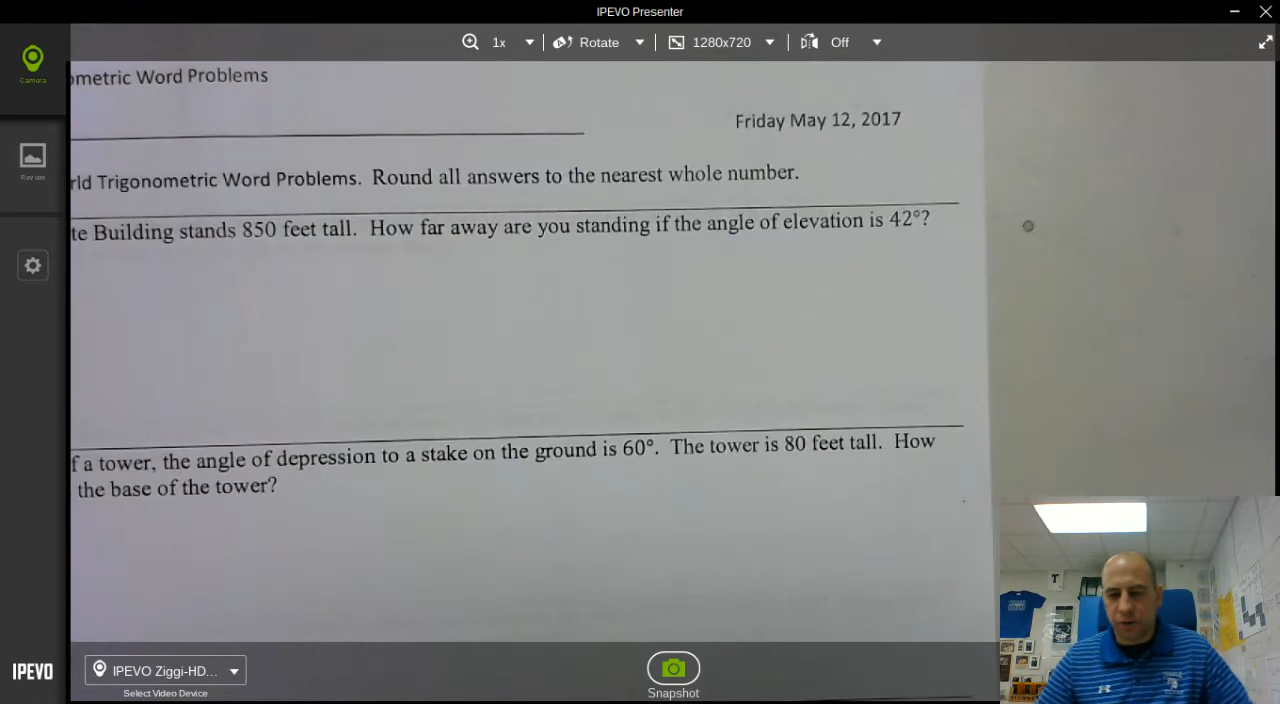 IPEVO Presenter
1x Rotate 1280x720 Off
Camera
ometric Word Problems
Friday May 12, 2017
rld Trigonometric Word Problems. Round all answers to the nearest whole number.
te Building stands 850 feet tall. How far away are you standing if the angle of elevation is 42°?
f a tower, the angle of depression to a stake on the ground is 60°. The tower is 80 feet tall. How
the base of the tower?
IPEVO
IPEVO Ziggi-HD...
Select Video Device
Snapshot
T